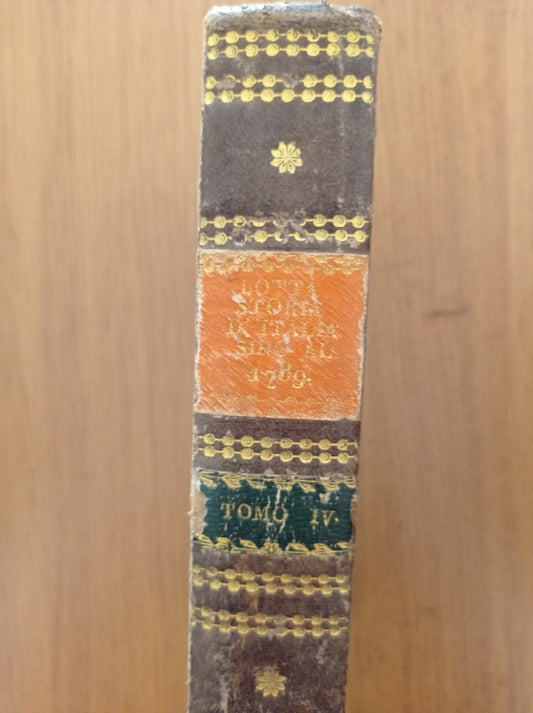 BOTTA
STORIA
D'ITALIA
SINO AL
1789.
TOMO IV.